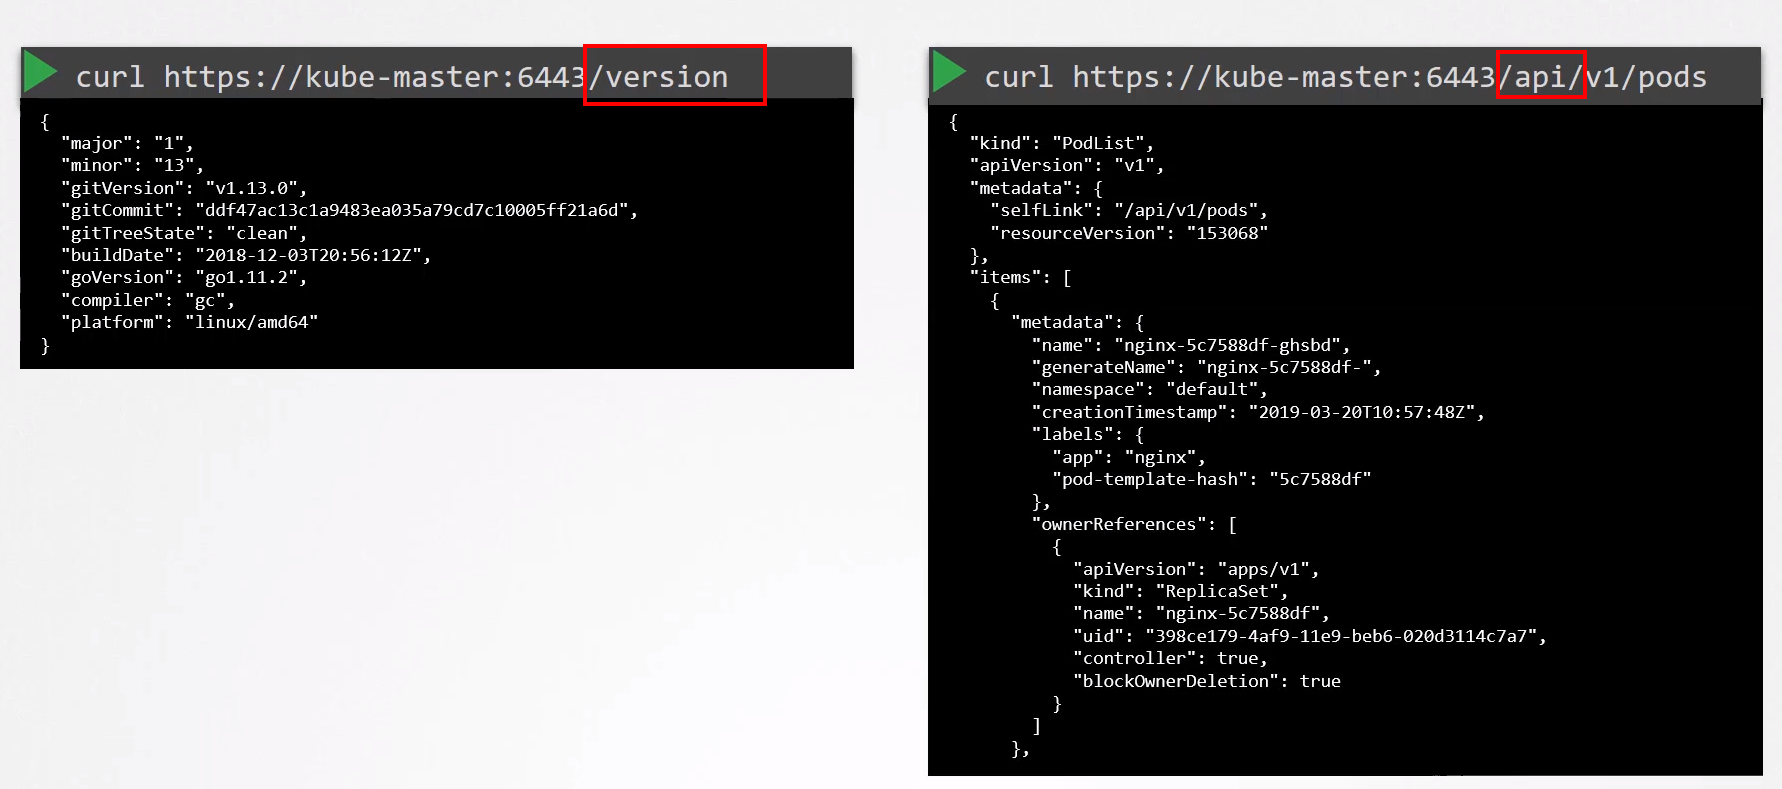 curl https://kube-master:6443/version
{
"major": "1",
"minor": "13",
"gitVersion": "v1.13.0",
"gitCommit": "ddf47ac13c1a9483ea035a79cd7c10005ff21a6d",
"gitTreeState": "clean",
"buildDate": "2018-12-03T20:56:12Z",
"goVersion": "go1.11.2",
"compiler": "gc",
"platform": "linux/amd64"
}
curl https://kube-master:6443/api/v1/pods
{
"kind": "PodList",
"apiVersion": "v1",
"metadata": {
"selfLink": "/api/v1/pods",
"resourceVersion": "153068"
},
"items": [
{
"metadata": {
"name": "nginx-5c7588df-ghsbd",
"generateName": "nginx-5c7588df-",
"namespace": "default",
"creationTimestamp": "2019-03-20T10:57:48Z",
"labels": {
"app": "nginx",
"pod-template-hash": "5c7588df"
},
"ownerReferences": [
{
"apiVersion": "apps/v1",
"kind": "ReplicaSet",
"name": "nginx-5c7588df",
"uid": "398ce179-4af9-11e9-beb6-020d3114c7a7",
"controller": true,
"blockOwnerDeletion": true
}
]
},